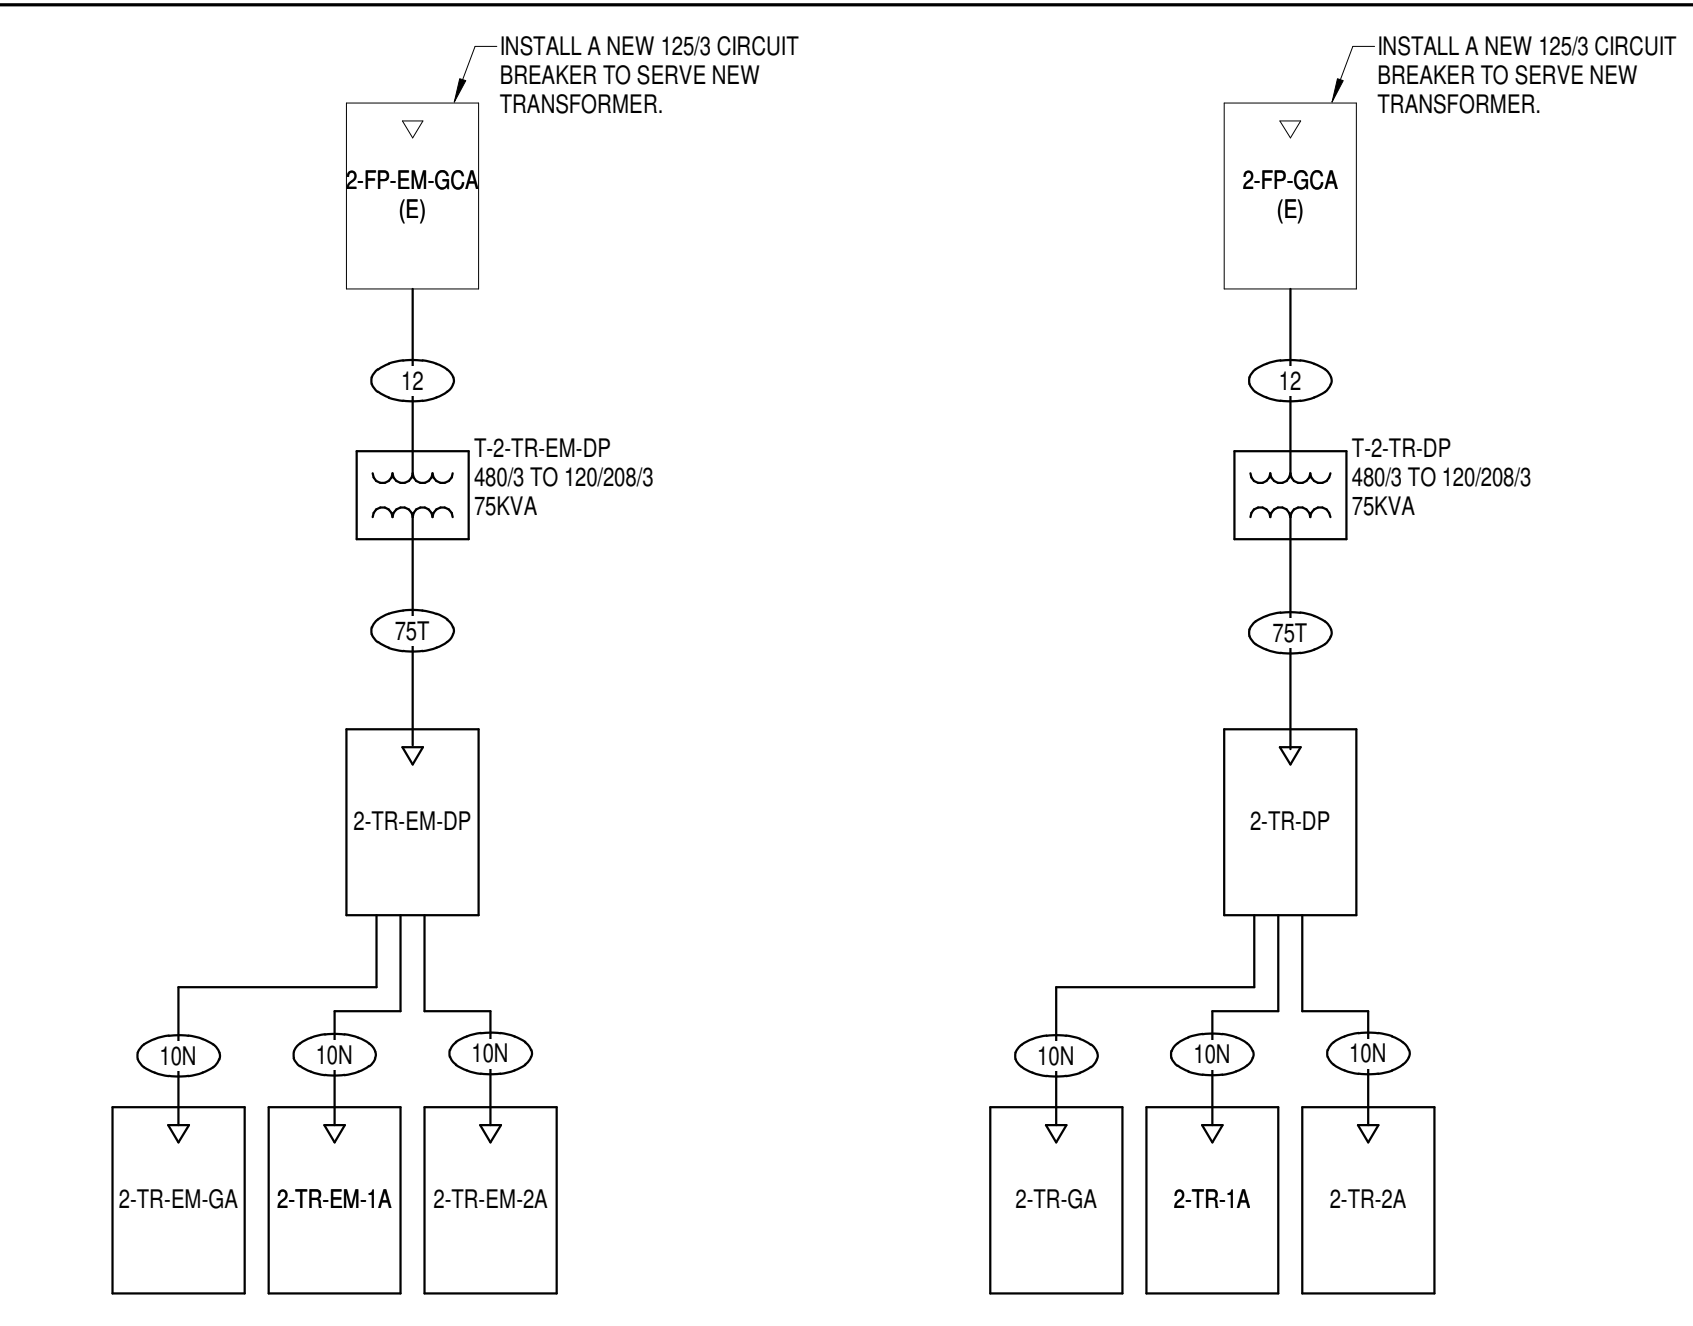 INSTALL A NEW 125/3 CIRCUIT
BREAKER TO SERVE NEW
TRANSFORMER.
2-FP-EM-GCA
(E)
12
T-2-TR-EM-DP
480/3 TO 120/208/3
75KVA
75T
2-TR-EM-DP
10N
10N
10N
2-TR-EM-GA
2-TR-EM-1A
2-TR-EM-2A
INSTALL A NEW 125/3 CIRCUIT
BREAKER TO SERVE NEW
TRANSFORMER.
2-FP-GCA
(E)
12
T-2-TR-DP
480/3 TO 120/208/3
75KVA
75T
2-TR-DP
10N
10N
10N
2-TR-GA
2-TR-1A
2-TR-2A